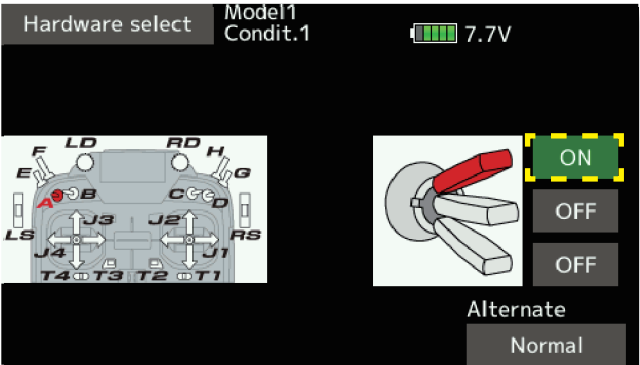 Hardware select
Model1
Condit.1
7.7V
LD RD
F H
E G
A B C D
J3 J2
LS RS
J4 J1
T4 T3 T2 T1
ON
OFF
OFF
Alternate
Normal